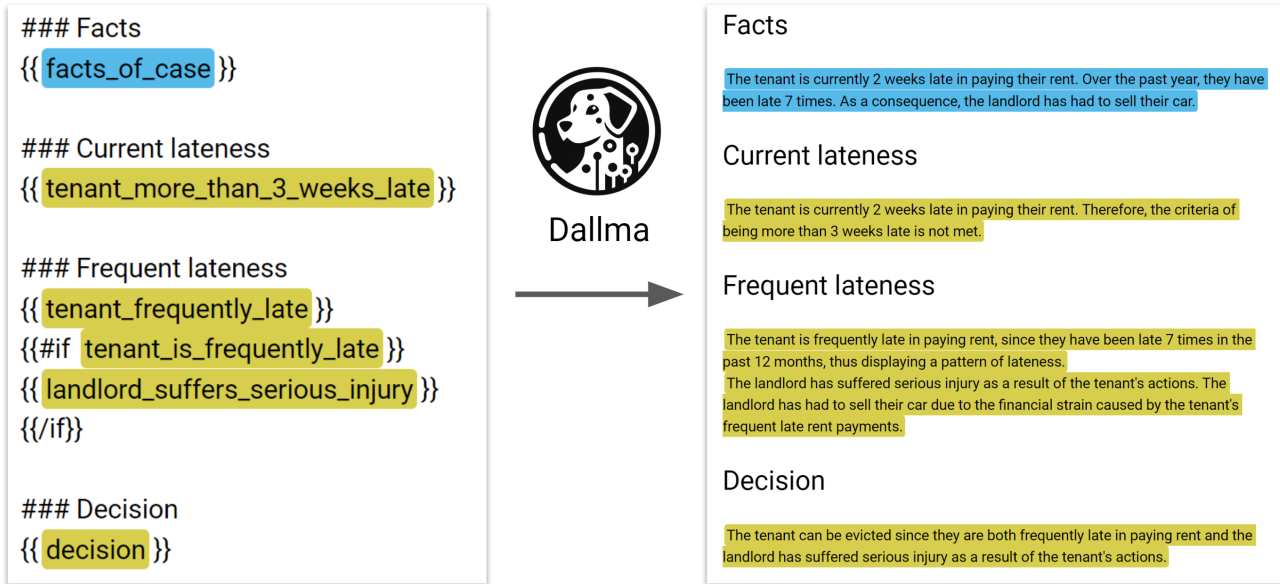 ### Facts
{{ facts_of_case }}
### Current lateness
{{ tenant_more_than_3_weeks_late }}
### Frequent lateness
{{ tenant_frequently_late }}
{{#if tenant_is_frequently_late }}
{{ landlord_suffers_serious_injury }}
{{/if}}
### Decision
{{ decision }}
Dallma
Facts
The tenant is currently 2 weeks late in paying their rent. Over the past year, they have
been late 7 times. As a consequence, the landlord has had to sell their car.
Current lateness
The tenant is currently 2 weeks late in paying their rent. Therefore, the criteria of
being more than 3 weeks late is not met.
Frequent lateness
The tenant is frequently late in paying rent, since they have been late 7 times in the
past 12 months, thus displaying a pattern of lateness.
The landlord has suffered serious injury as a result of the tenant's actions. The
landlord has had to sell their car due to the financial strain caused by the tenant's
frequent late rent payments.
Decision
The tenant can be evicted since they are both frequently late in paying rent and the
landlord has suffered serious injury as a result of the tenant's actions.